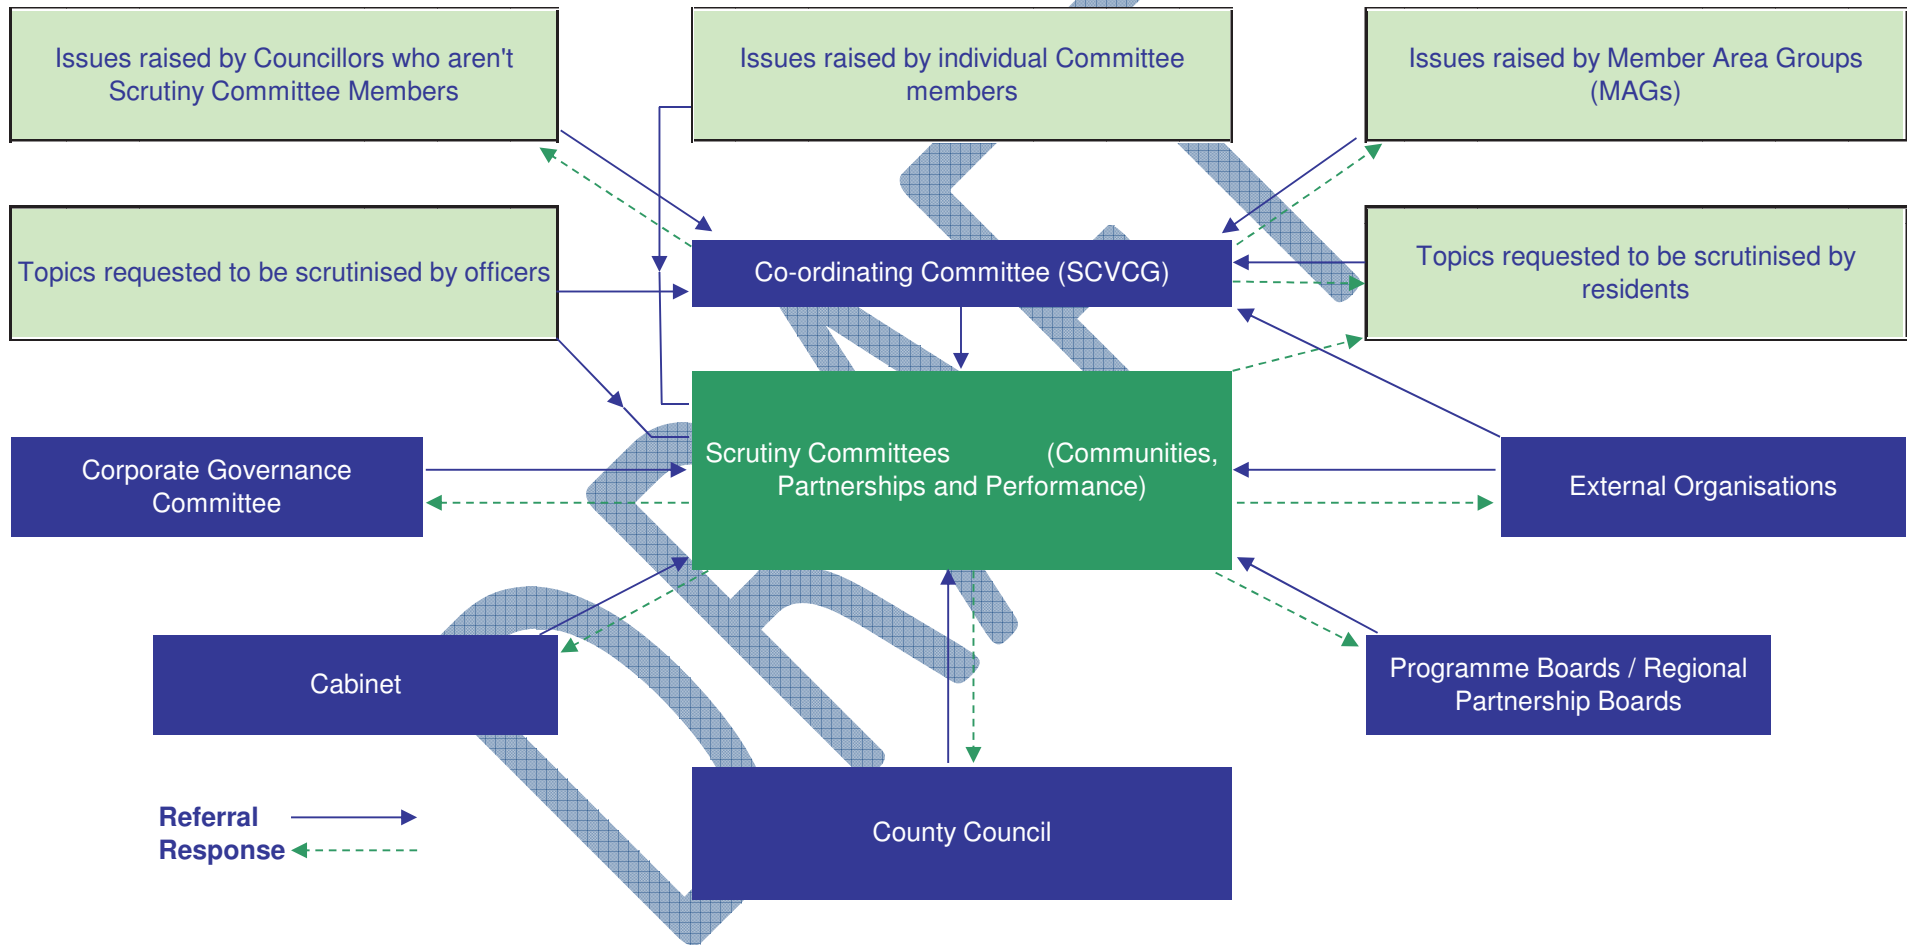 Issues raised by Councillors who aren't
Scrutiny Committee Members
Issues raised by individual Committee
members
Issues raised by Member Area Groups
(MAGs)
Topics requested to be scrutinised by officers
Co-ordinating Committee (SCVCG)
Topics requested to be scrutinised by
residents
Corporate Governance
Committee
Scrutiny Committees (Communities,
Partnerships and Performance)
External Organisations
Cabinet
Programme Boards / Regional
Partnership Boards
County Council
Referral
Response
DRAFT